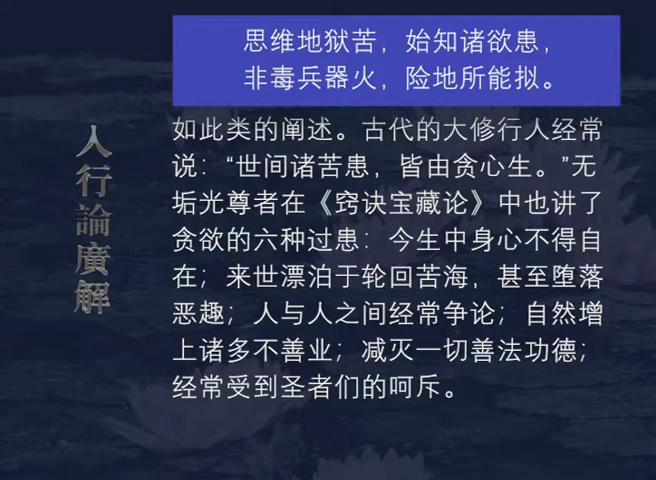 思维地狱苦，始知诸欲患，
非毒兵器火，险地所能拟。
如此类的阐述。古代的大修行人经常
说：“世间诸苦患，皆由贪心生。”无
垢光尊者在《窍诀宝藏论》中也讲了
贪欲的六种过患：今生中身心不得自
在；来世漂泊于轮回苦海，甚至堕落
恶趣；人与人之间经常争论；自然增
上诸多不善业；减灭一切善法功德；
经常受到圣者们的呵斥。
入行論廣解